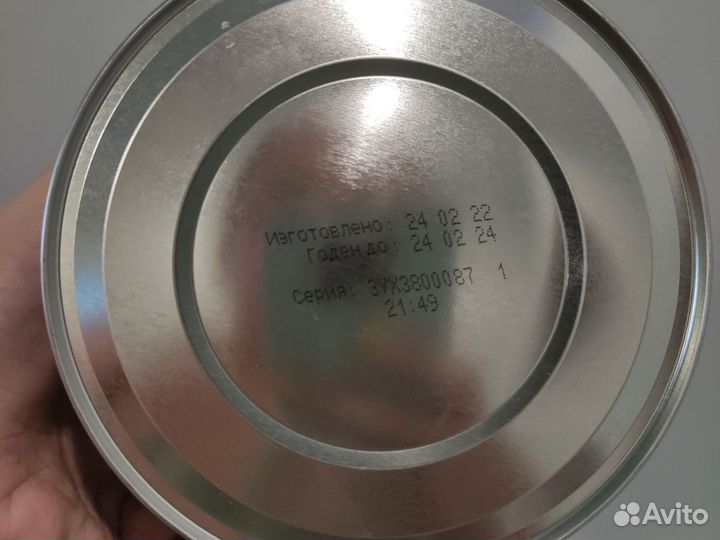 Изготовлено: 24 02 22
Годен до: 24 02 24
Серия: 3YX3800087 1
21:49
Avito